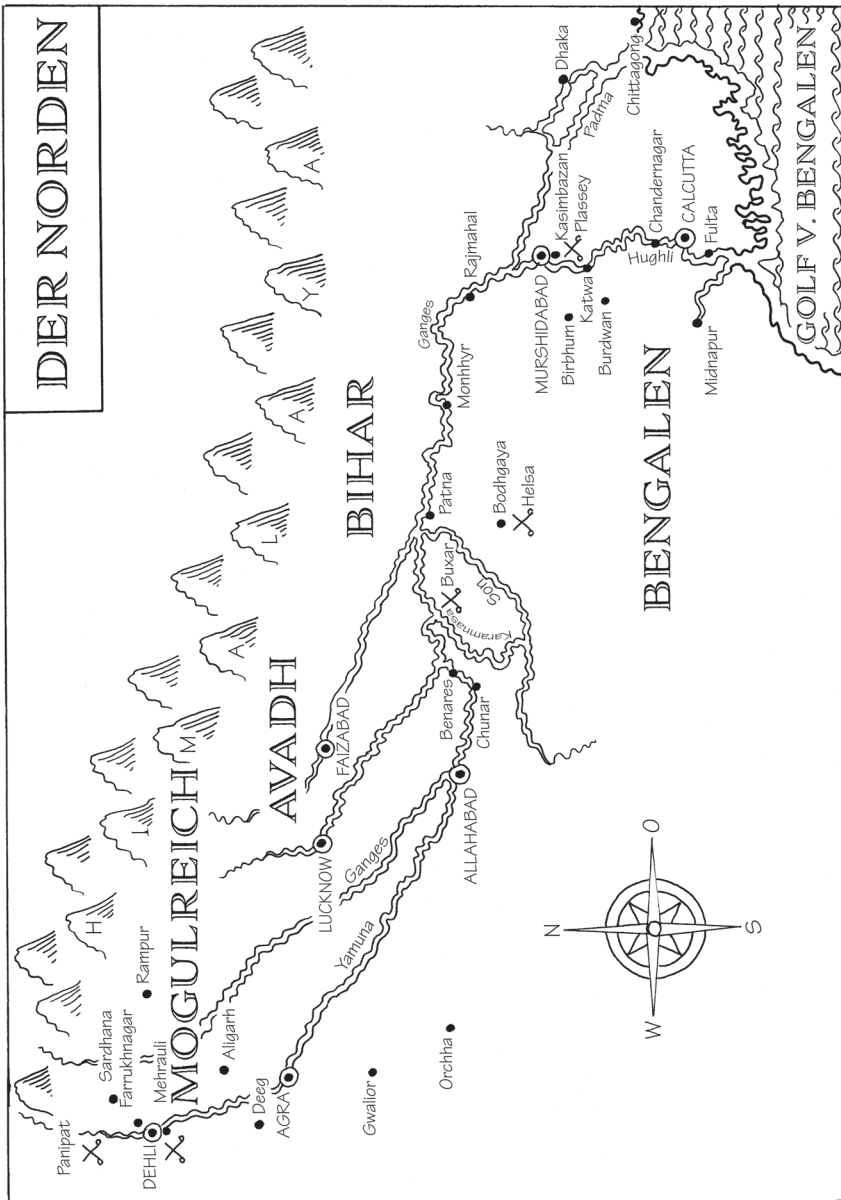 DER NORDEN
HIMALAYA
MOGULREICH
AVADH
BIHAR
BENGALEN
GOLF V. BENGALEN
Panipat
Sardhana
Farrukhnagar
Mehrauli
DEHLI
Rampur
Aligarh
Deeg
AGRA
Gwalior
Orchha
Yamuna
Ganges
LUCKNOW
FAIZABAD
ALLAHABAD
Benares
Chunar
Karamnasa
Buxar
Son
Patna
Bodhgaya
Helsa
Monhhyr
Ganges
Rajmahal
MURSHIDABAD
Kasimbazan
Plassey
Birbhum
Katwa
Burdwan
Hughli
Chandernagar
CALCUTTA
Fulta
Midnapur
Padma
Dhaka
Chittagong
N
O
S
W